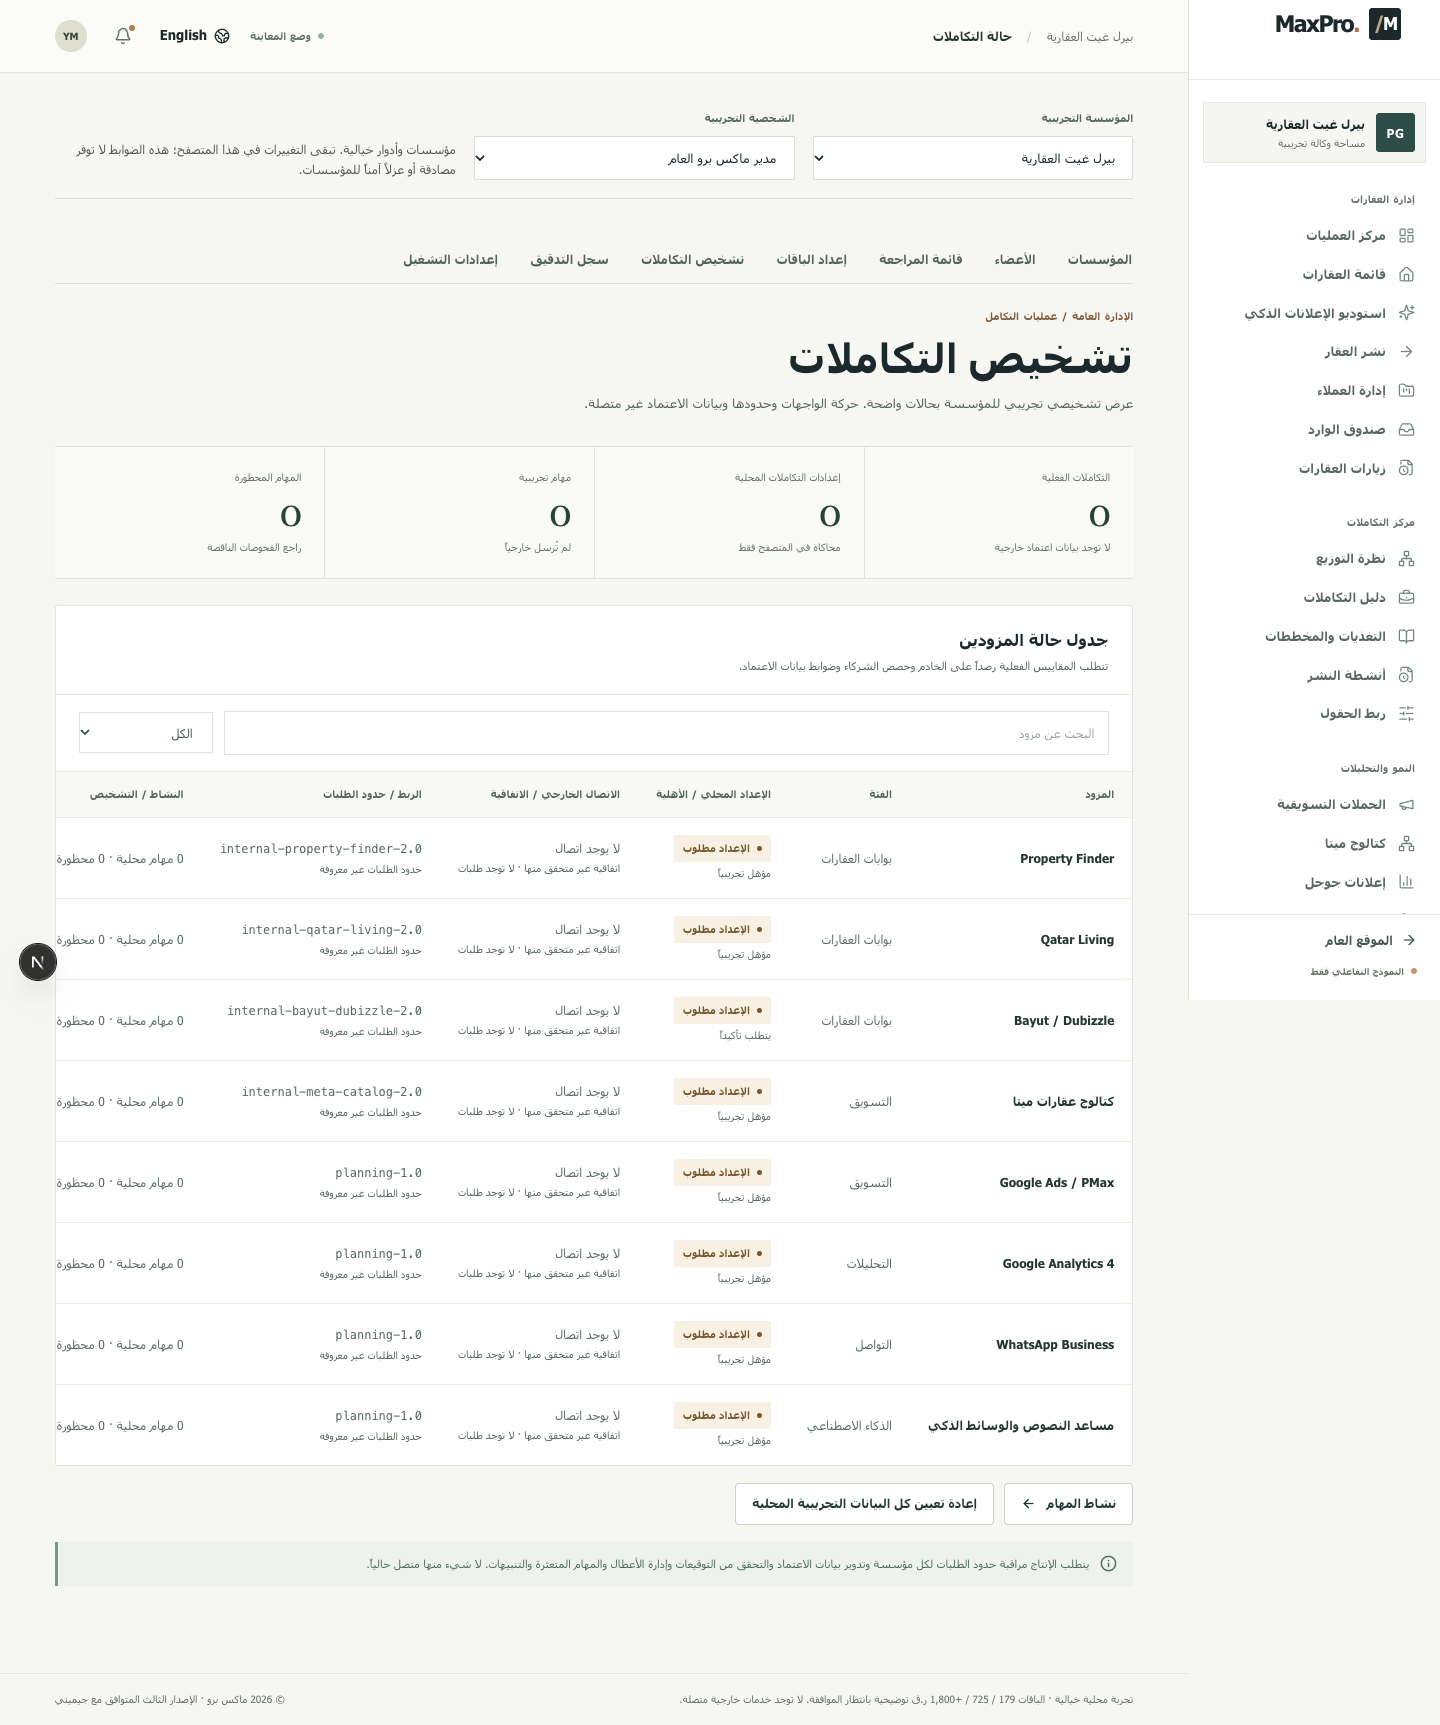 MaxPro.
/M
بيرل غيت العقارية
مساحة وكالة تجريبية
PG
إدارة العقارات
مركز العمليات
قائمة العقارات
استوديو الإعلانات الذكي
نشر العقار
إدارة العملاء
صندوق الوارد
زيارات العقارات
مركز التكاملات
نظرة التوزيع
دليل التكاملات
التغذيات والمخططات
أنشطة النشر
ربط الحقول
النمو والتحليلات
الحملات التسويقية
كتالوج ميتا
إعلانات جوجل
الموقع العام
النموذج التفاعلي فقط
بيرل غيت العقارية / حالة التكاملات
وضع المعاينة
English
YM
المؤسسة التجريبية
بيرل غيت العقارية
الشخصية التجريبية
مدير ماكس برو العام
مؤسسات وأدوار خيالية. تبقى التغييرات في هذا المتصفح؛ هذه الضوابط لا توفر
مصادقة أو عزلاً آمناً للمؤسسات.
المؤسسات الأعضاء قائمة المراجعة إعداد الباقات تشخيص التكاملات سجل التدقيق إعدادات التشغيل
الإدارة العامة / عمليات التكامل
تشخيص التكاملات
عرض تشخيصي تجريبي للمؤسسة بحالات واضحة. حركة الواجهات وحدودها وبيانات الاعتماد غير متصلة.
التكاملات الفعلية
0
لا توجد بيانات اعتماد خارجية
إعدادات التكاملات المحلية
0
محاكاة في المتصفح فقط
مهام تجريبية
0
لم تُرسل خارجياً
المهام المحظورة
0
راجع الفحوصات الناقصة
جدول حالة المزودين
تتطلب المقاييس الفعلية رصداً على الخادم وحصص الشركاء وضوابط بيانات الاعتماد.
البحث عن مزود
الكل
المزود الفئة الإعداد المحلي / الأهلية الاتصال الخارجي / الاتفاقية الربط / حدود الطلبات النشاط / التشخيص
Property Finder بوابات العقارات الإعداد مطلوب لا يوجد اتصال internal-property-finder-2.0 0 مهام محلية · 0 محظورة
مؤهل تجريبياً اتفاقية غير متحقق منها · لا توجد طلبات حدود الطلبات غير معروفة
Qatar Living بوابات العقارات الإعداد مطلوب لا يوجد اتصال internal-qatar-living-2.0 0 مهام محلية · 0 محظورة
مؤهل تجريبياً اتفاقية غير متحقق منها · لا توجد طلبات حدود الطلبات غير معروفة
Bayut / Dubizzle بوابات العقارات الإعداد مطلوب لا يوجد اتصال internal-bayut-dubizzle-2.0 0 مهام محلية · 0 محظورة
يتطلب تأكيداً اتفاقية غير متحقق منها · لا توجد طلبات حدود الطلبات غير معروفة
كتالوج عقارات ميتا التسويق الإعداد مطلوب لا يوجد اتصال internal-meta-catalog-2.0 0 مهام محلية · 0 محظورة
مؤهل تجريبياً اتفاقية غير متحقق منها · لا توجد طلبات حدود الطلبات غير معروفة
Google Ads / PMax التسويق الإعداد مطلوب لا يوجد اتصال planning-1.0 0 مهام محلية · 0 محظورة
مؤهل تجريبياً اتفاقية غير متحقق منها · لا توجد طلبات حدود الطلبات غير معروفة
Google Analytics 4 التحليلات الإعداد مطلوب لا يوجد اتصال planning-1.0 0 مهام محلية · 0 محظورة
مؤهل تجريبياً اتفاقية غير متحقق منها · لا توجد طلبات حدود الطلبات غير معروفة
WhatsApp Business التواصل الإعداد مطلوب لا يوجد اتصال planning-1.0 0 مهام محلية · 0 محظورة
مؤهل تجريبياً اتفاقية غير متحقق منها · لا توجد طلبات حدود الطلبات غير معروفة
مساعد النصوص والوسائط الذكي الذكاء الاصطناعي الإعداد مطلوب لا يوجد اتصال planning-1.0 0 مهام محلية · 0 محظورة
مؤهل تجريبياً اتفاقية غير متحقق منها · لا توجد طلبات حدود الطلبات غير معروفة
نشاط المهام
إعادة تعيين كل البيانات التجريبية المحلية
يتطلب الإنتاج مراقبة حدود الطلبات لكل مؤسسة وتدوير بيانات الاعتماد والتحقق من التوقيعات وإدارة الأعطال والمهام المتعثرة والتنبيهات. لا شيء منها متصل حالياً.
تجربة محلية خيالية · الباقات 179 / 725 / +1,800 ر.ق توضيحية بانتظار الموافقة. لا توجد خدمات خارجية متصلة.
© 2026 ماكس برو · الإصدار الثالث المتوافق مع جيميني